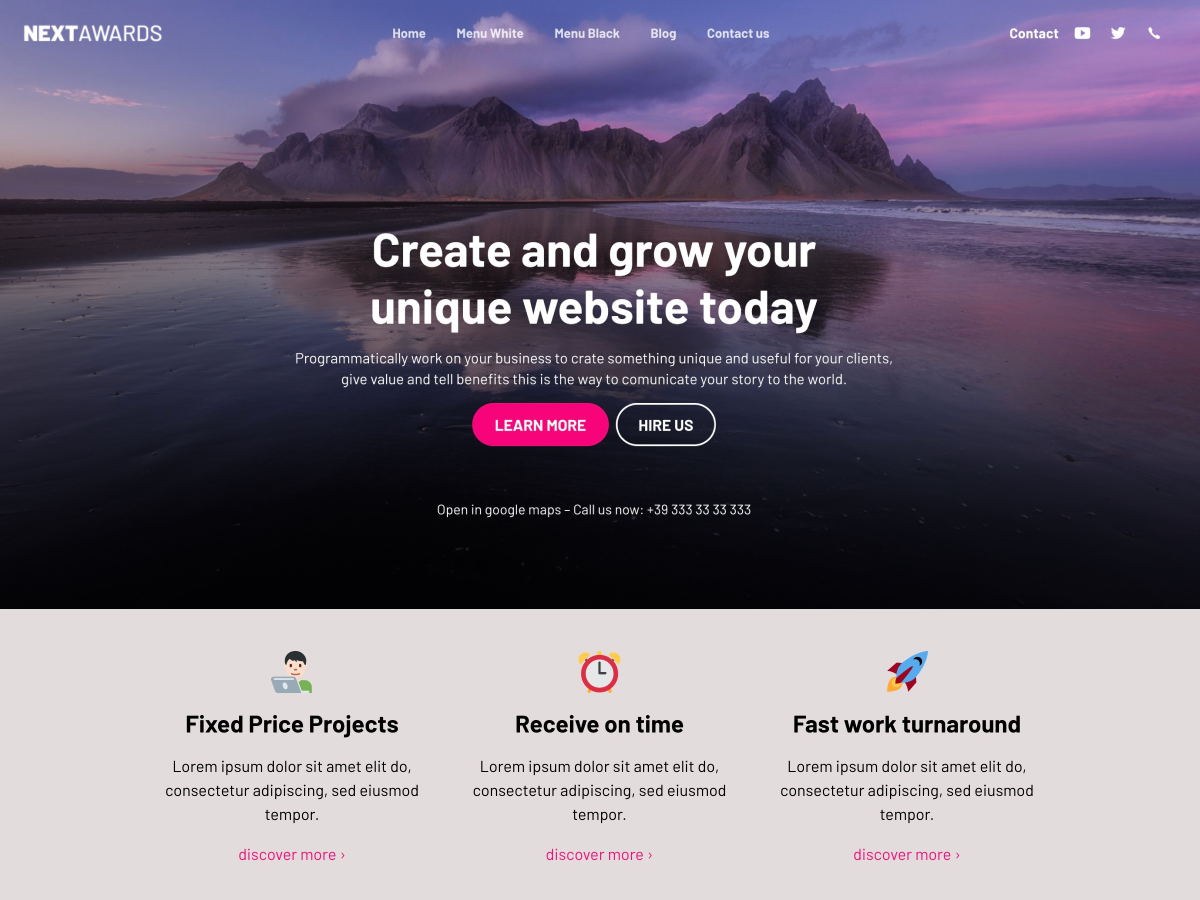 NEXTAWARDS
Home Menu White Menu Black Blog Contact us
Contact
Create and grow your
unique website today
Programmatically work on your business to crate something unique and useful for your clients,
give value and tell benefits this is the way to comunicate your story to the world.
LEARN MORE HIRE US
Open in google maps – Call us now: +39 333 33 33 333
Fixed Price Projects
Lorem ipsum dolor sit amet elit do,
consectetur adipiscing, sed eiusmod
tempor.
discover more ›
Receive on time
Lorem ipsum dolor sit amet elit do,
consectetur adipiscing, sed eiusmod
tempor.
discover more ›
Fast work turnaround
Lorem ipsum dolor sit amet elit do,
consectetur adipiscing, sed eiusmod
tempor.
discover more ›